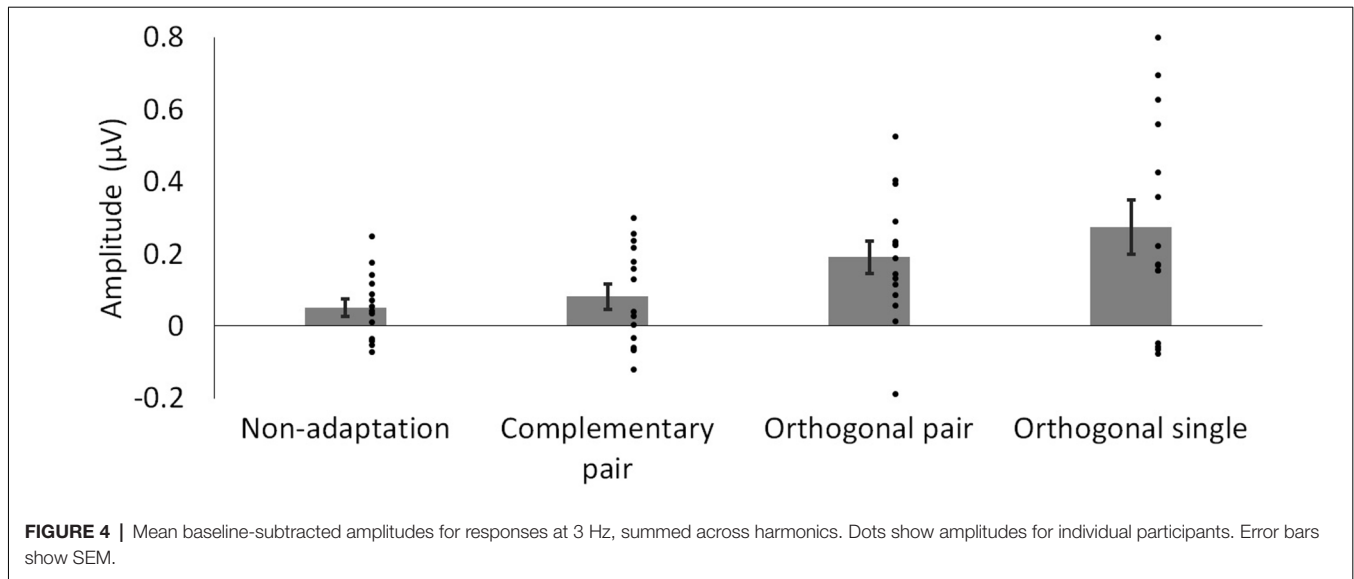 0.8
0.6
0.4
0.2
0
-0.2
Amplitude (µV)
Non-adaptation
Complementary
pair
Orthogonal pair
Orthogonal single
FIGURE 4 | Mean baseline-subtracted amplitudes for responses at 3 Hz, summed across harmonics. Dots show amplitudes for individual participants. Error bars
show SEM.